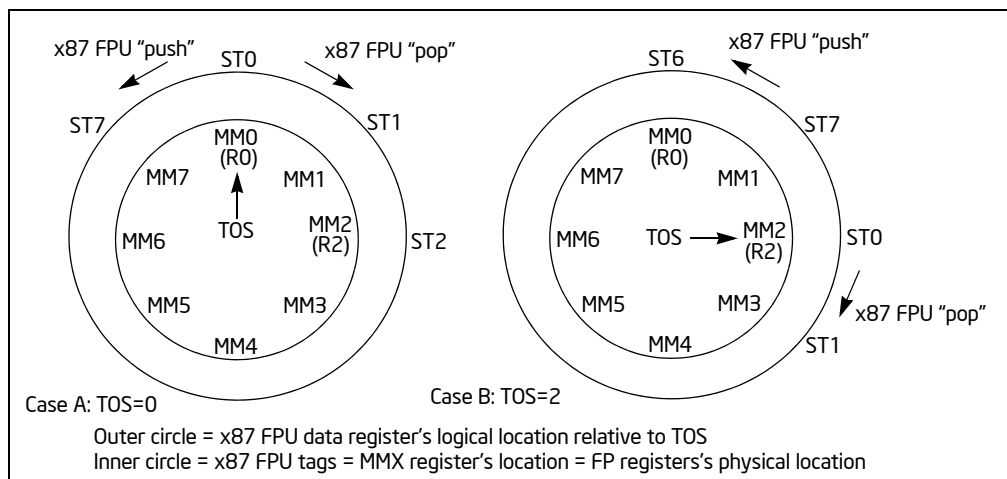 x87 FPU “push”
x87 FPU “pop”
ST0
ST7
ST1
MM0
(R0)
MM7
MM1
TOS
MM2
(R2)
MM6
ST2
MM5
MM3
MM4
Case A: TOS=0
x87 FPU “push”
ST6
ST7
MM0
(R0)
MM7
MM1
TOS
MM2
(R2)
MM6
ST0
MM5
MM3
x87 FPU “pop”
MM4
ST1
Case B: TOS=2
Outer circle = x87 FPU data register’s logical location relative to TOS
Inner circle = x87 FPU tags = MMX register’s location = FP registers’s physical location